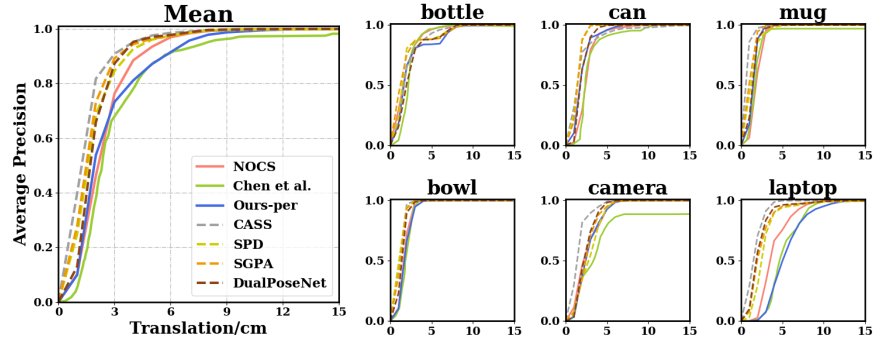 Mean
Average Precision
1.0
0.8
0.6
0.4
0.2
0.0
0 3 6 9 12 15
Translation/cm
NOCS
Chen et al.
Ours-per
CASS
SPD
SGPA
DualPoseNet
bottle
1.0
0.5
0.0
0 5 10 15
can
1.0
0.5
0.0
0 5 10 15
mug
1.0
0.5
0.0
0 5 10 15
bowl
1.0
0.5
0.0
0 5 10 15
camera
1.0
0.5
0.0
0 5 10 15
laptop
1.0
0.5
0.0
0 5 10 15